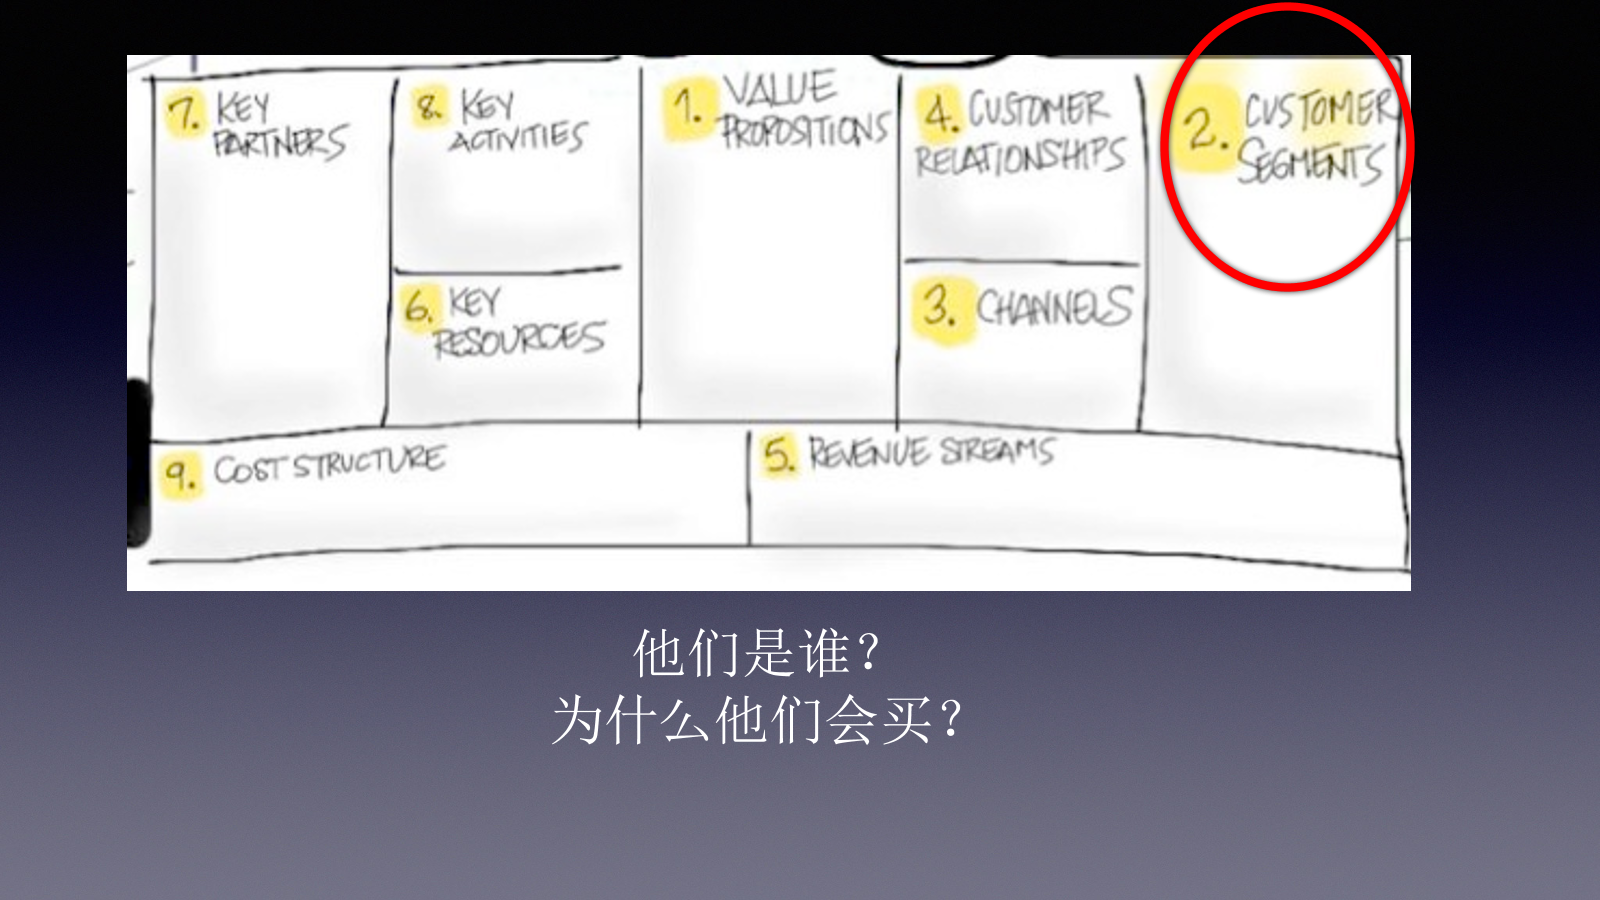 7. KEY
PARTNERS
8. KEY
ACTIVITIES
6. KEY
RESOURCES
1. VALUE
PROPOSITIONS
4. CUSTOMER
RELATIONSHIPS
3. CHANNELS
2. CUSTOMER
SEGMENTS
9. COST STRUCTURE
5. REVENUE STREAMS
他们是谁？
为什么他们会买？